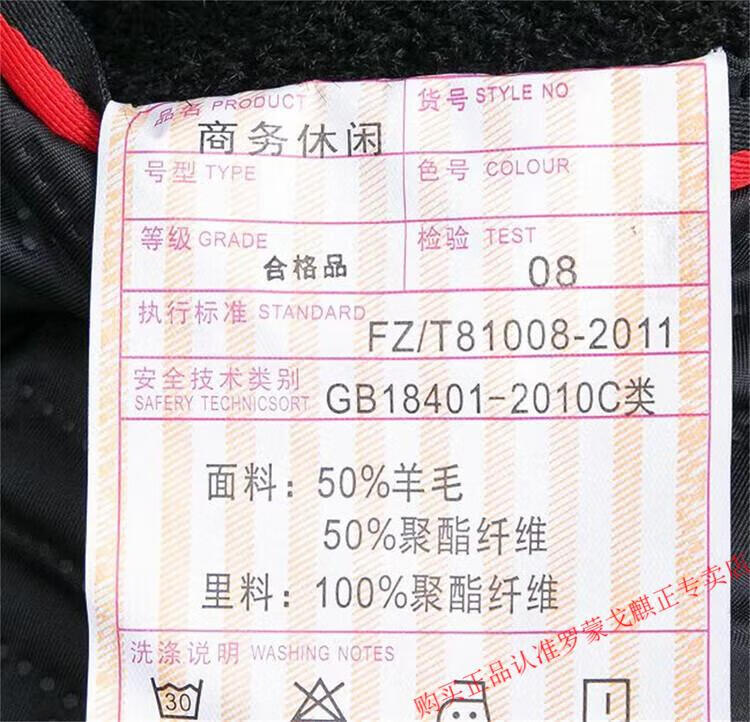 品名 PRODUCT
商务休闲
货号 STYLE NO
号型 TYPE
色号 COLOUR
等级 GRADE
合格品
检验 TEST
08
执行标准 STANDARD
FZ/T81008-2011
安全技术类别
SAFERY TECHNICSORT
GB18401-2010C类
面料：50%羊毛
50%聚酯纤维
里料：100%聚酯纤维
洗涤说明 WASHING NOTES
30
购买正品认准罗蒙戈麒正专卖店